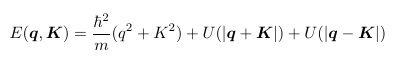 E(𝒒, 𝑲) = ħ²/m (q² + K²) + U(|𝒒 + 𝑲|) + U(|𝒒 − 𝑲|)